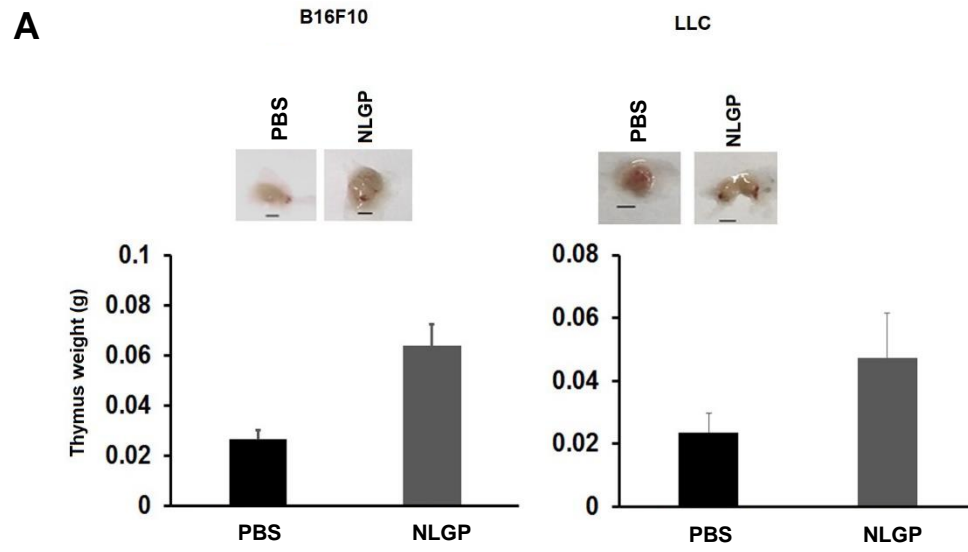 A
B16F10
PBS
NLGP
Thymus weight (g)
0.1
0.08
0.06
0.04
0.02
0
PBS
NLGP
LLC
PBS
NLGP
0.08
0.06
0.04
0.02
0
PBS
NLGP